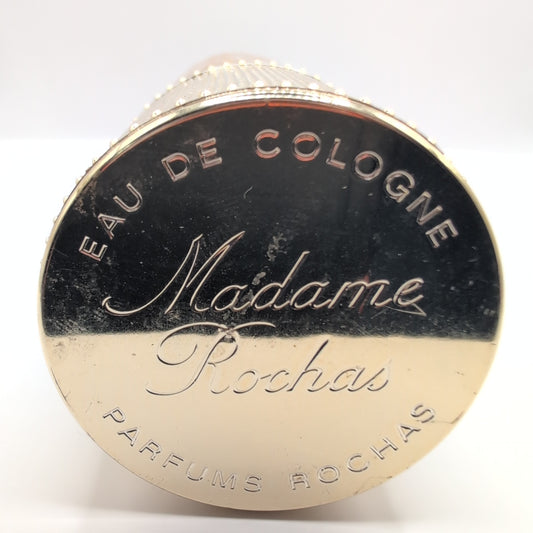 EAU DE COLOGNE
Madame
Rochas
PARFUMS ROCHAS